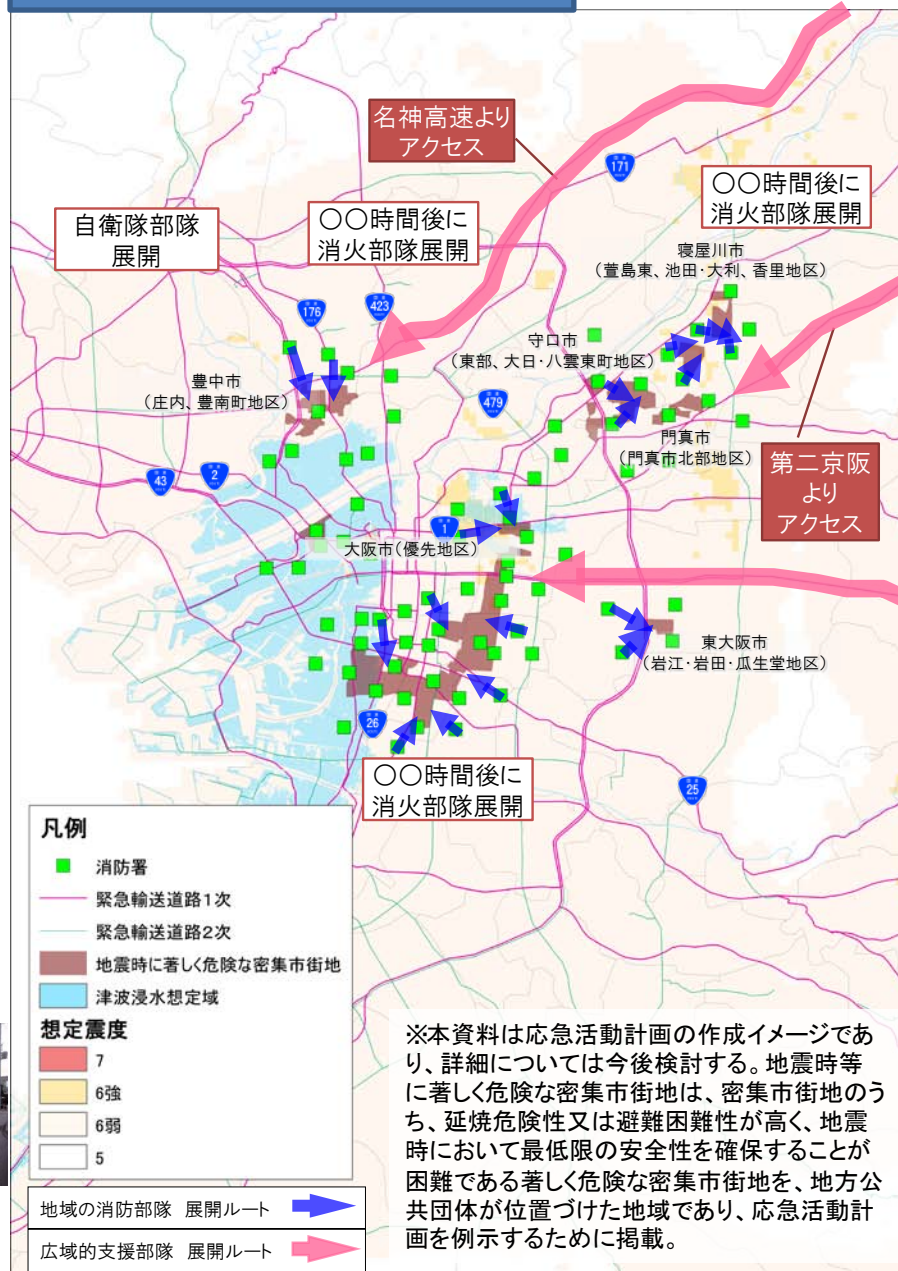 名神高速より
アクセス
国道
171
○○時間後に
消火部隊展開
自衛隊部隊
展開
○○時間後に
消火部隊展開
寝屋川市
(萱島東、池田・大利、香里地区)
国道
176
国道
423
守口市
(東部、大日・八雲東町地区)
豊中市
(庄内、豊南町地区)
国道
479
門真市
(門真市北部地区)
第二京阪
より
アクセス
国道
43
国道
2
国道
1
大阪市(優先地区)
東大阪市
(岩江・岩田・瓜生堂地区)
国道
26
○○時間後に
消火部隊展開
国道
25
凡例
消防署
緊急輸送道路1次
緊急輸送道路2次
地震時に著しく危険な密集市街地
津波浸水想定域
想定震度
7
6強
6弱
5
地域の消防部隊 展開ルート
広域的支援部隊 展開ルート
※本資料は応急活動計画の作成イメージであ
り、詳細については今後検討する。地震時等
に著しく危険な密集市街地は、密集市街地のう
ち、延焼危険性又は避難困難性が高く、地震
時において最低限の安全性を確保することが
困難である著しく危険な密集市街地を、地方公
共団体が位置づけた地域であり、応急活動計
画を例示するために掲載。